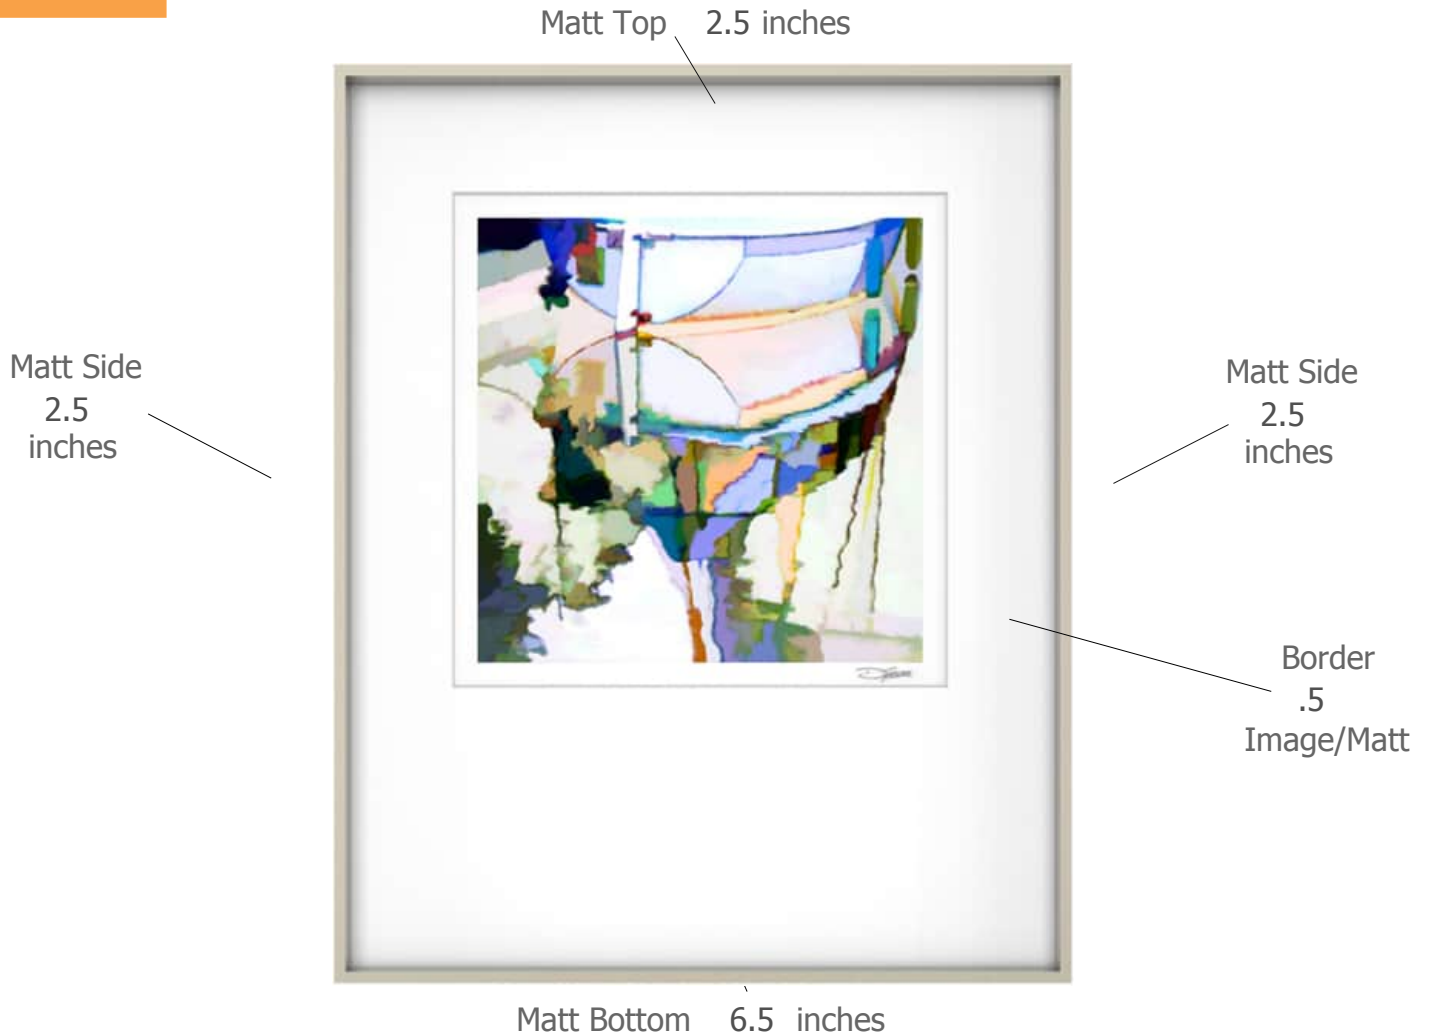 Matt Top 2.5 inches
Matt Side
2.5
inches
Matt Side
2.5
inches
Border
.5
Image/Matt
Matt Bottom 6.5 inches